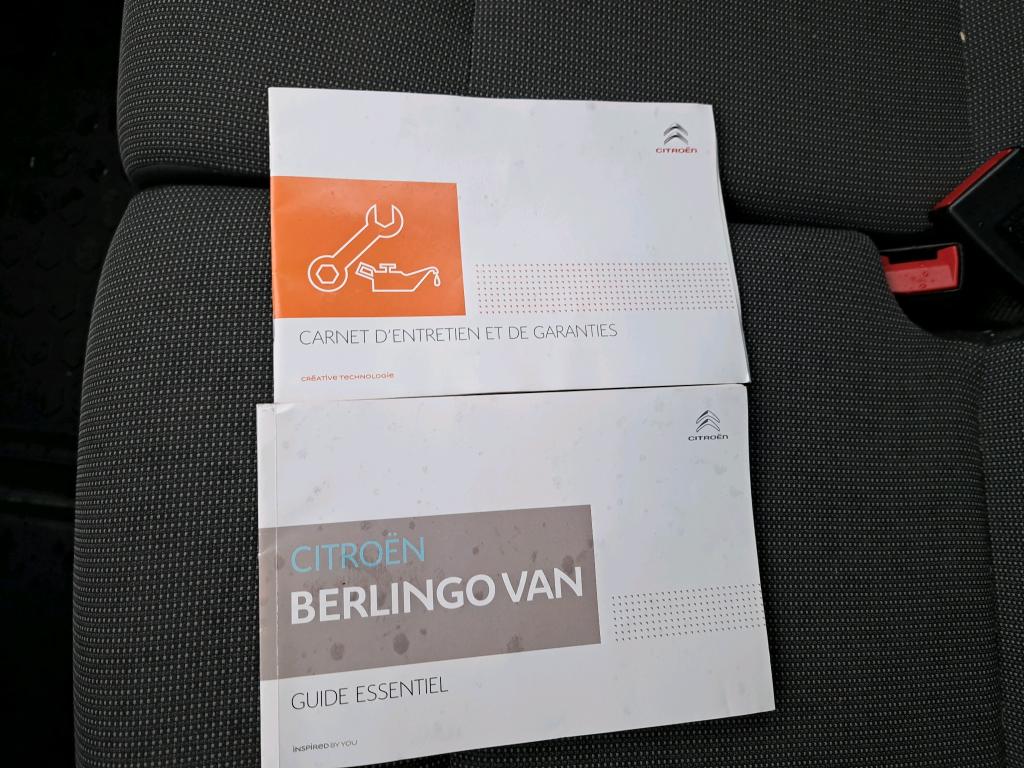 CITROËN
CARNET D'ENTRETIEN ET DE GARANTIES
CRÉATIVE TECHNOLOGIE
CITROËN
CITROËN
BERLINGO VAN
GUIDE ESSENTIEL
INSPIRED BY YOU